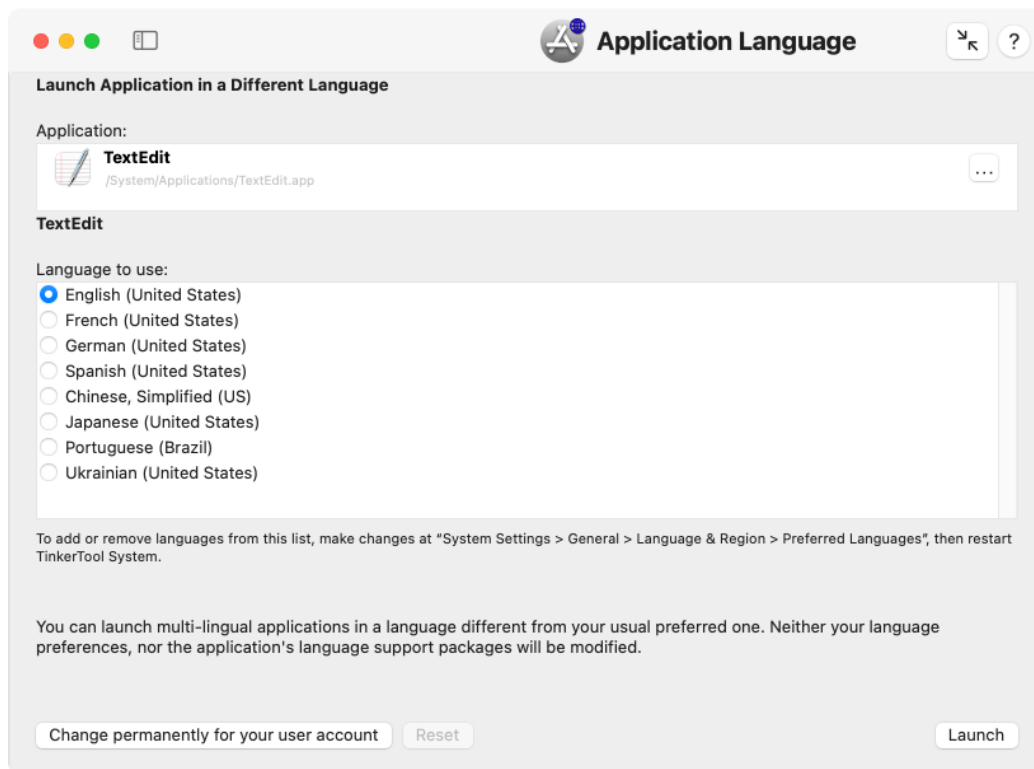 Application Language
?
Launch Application in a Different Language
Application:
TextEdit
/System/Applications/TextEdit.app
...
TextEdit
Language to use:
English (United States)
French (United States)
German (United States)
Spanish (United States)
Chinese, Simplified (US)
Japanese (United States)
Portuguese (Brazil)
Ukrainian (United States)
To add or remove languages from this list, make changes at “System Settings > General > Language & Region > Preferred Languages”, then restart
TinkerTool System.
You can launch multi-lingual applications in a language different from your usual preferred one. Neither your language
preferences, nor the application's language support packages will be modified.
Change permanently for your user account Reset Launch